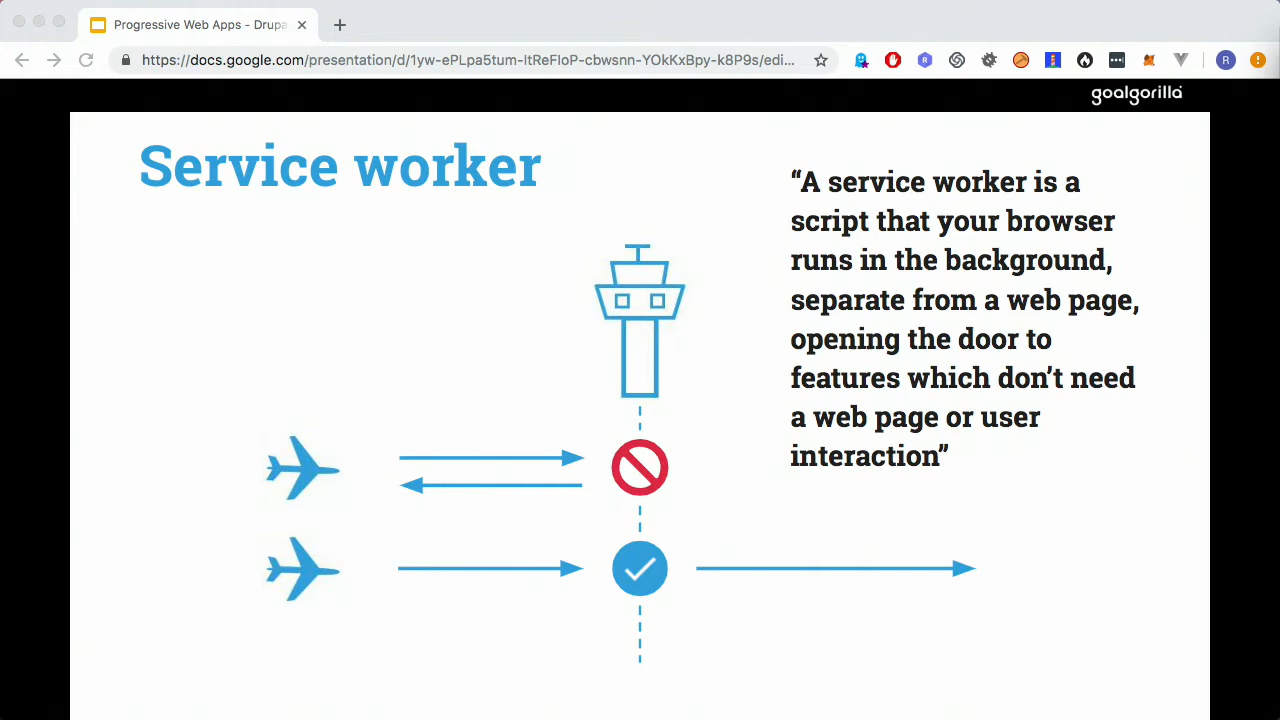 Progressive Web Apps - Drupa
https://docs.google.com/presentation/d/1yw-ePLpa5tum-ItReFIoP-cbwsnn-YOkKxBpy-k8P9s/edi...
R
R
goalgorilla
Service worker
“A service worker is a
script that your browser
runs in the background,
separate from a web page,
opening the door to
features which don’t need
a web page or user
interaction”